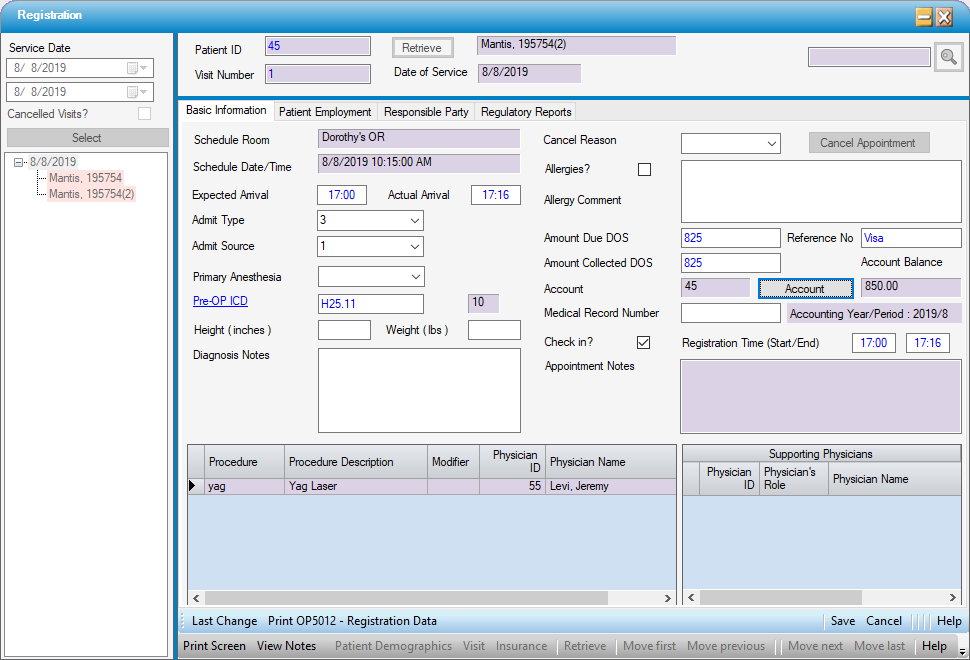 Registration
Service Date
8/ 8/2019
8/ 8/2019
Cancelled Visits?
Select
8/8/2019
Mantis, 195754
Mantis, 195754(2)
Patient ID 45 Retrieve Mantis, 195754(2)
Visit Number 1 Date of Service 8/8/2019
Basic Information Patient Employment Responsible Party Regulatory Reports
Schedule Room Dorothy's OR
Schedule Date/Time 8/8/2019 10:15:00 AM
Expected Arrival 17:00 Actual Arrival 17:16
Admit Type 3
Admit Source 1
Primary Anesthesia
Pre-OP ICD H25.11 10
Height ( inches ) Weight ( lbs )
Diagnosis Notes
Cancel Reason Cancel Appointment
Allergies?
Allergy Comment
Amount Due DOS 825 Reference No Visa
Amount Collected DOS 825 Account Balance
Account 45 Account 850.00
Medical Record Number Accounting Year/Period : 2019/8
Check in? Registration Time (Start/End) 17:00 17:16
Appointment Notes
Procedure Procedure Description Modifier Physician ID Physician Name
yag Yag Laser 55 Levi, Jeremy
Supporting Physicians
Physician ID Physician's Role Physician Name
Last Change Print OP5012 - Registration Data Save Cancel Help
Print Screen View Notes Patient Demographics Visit Insurance Retrieve Move first Move previous Move next Move last Help